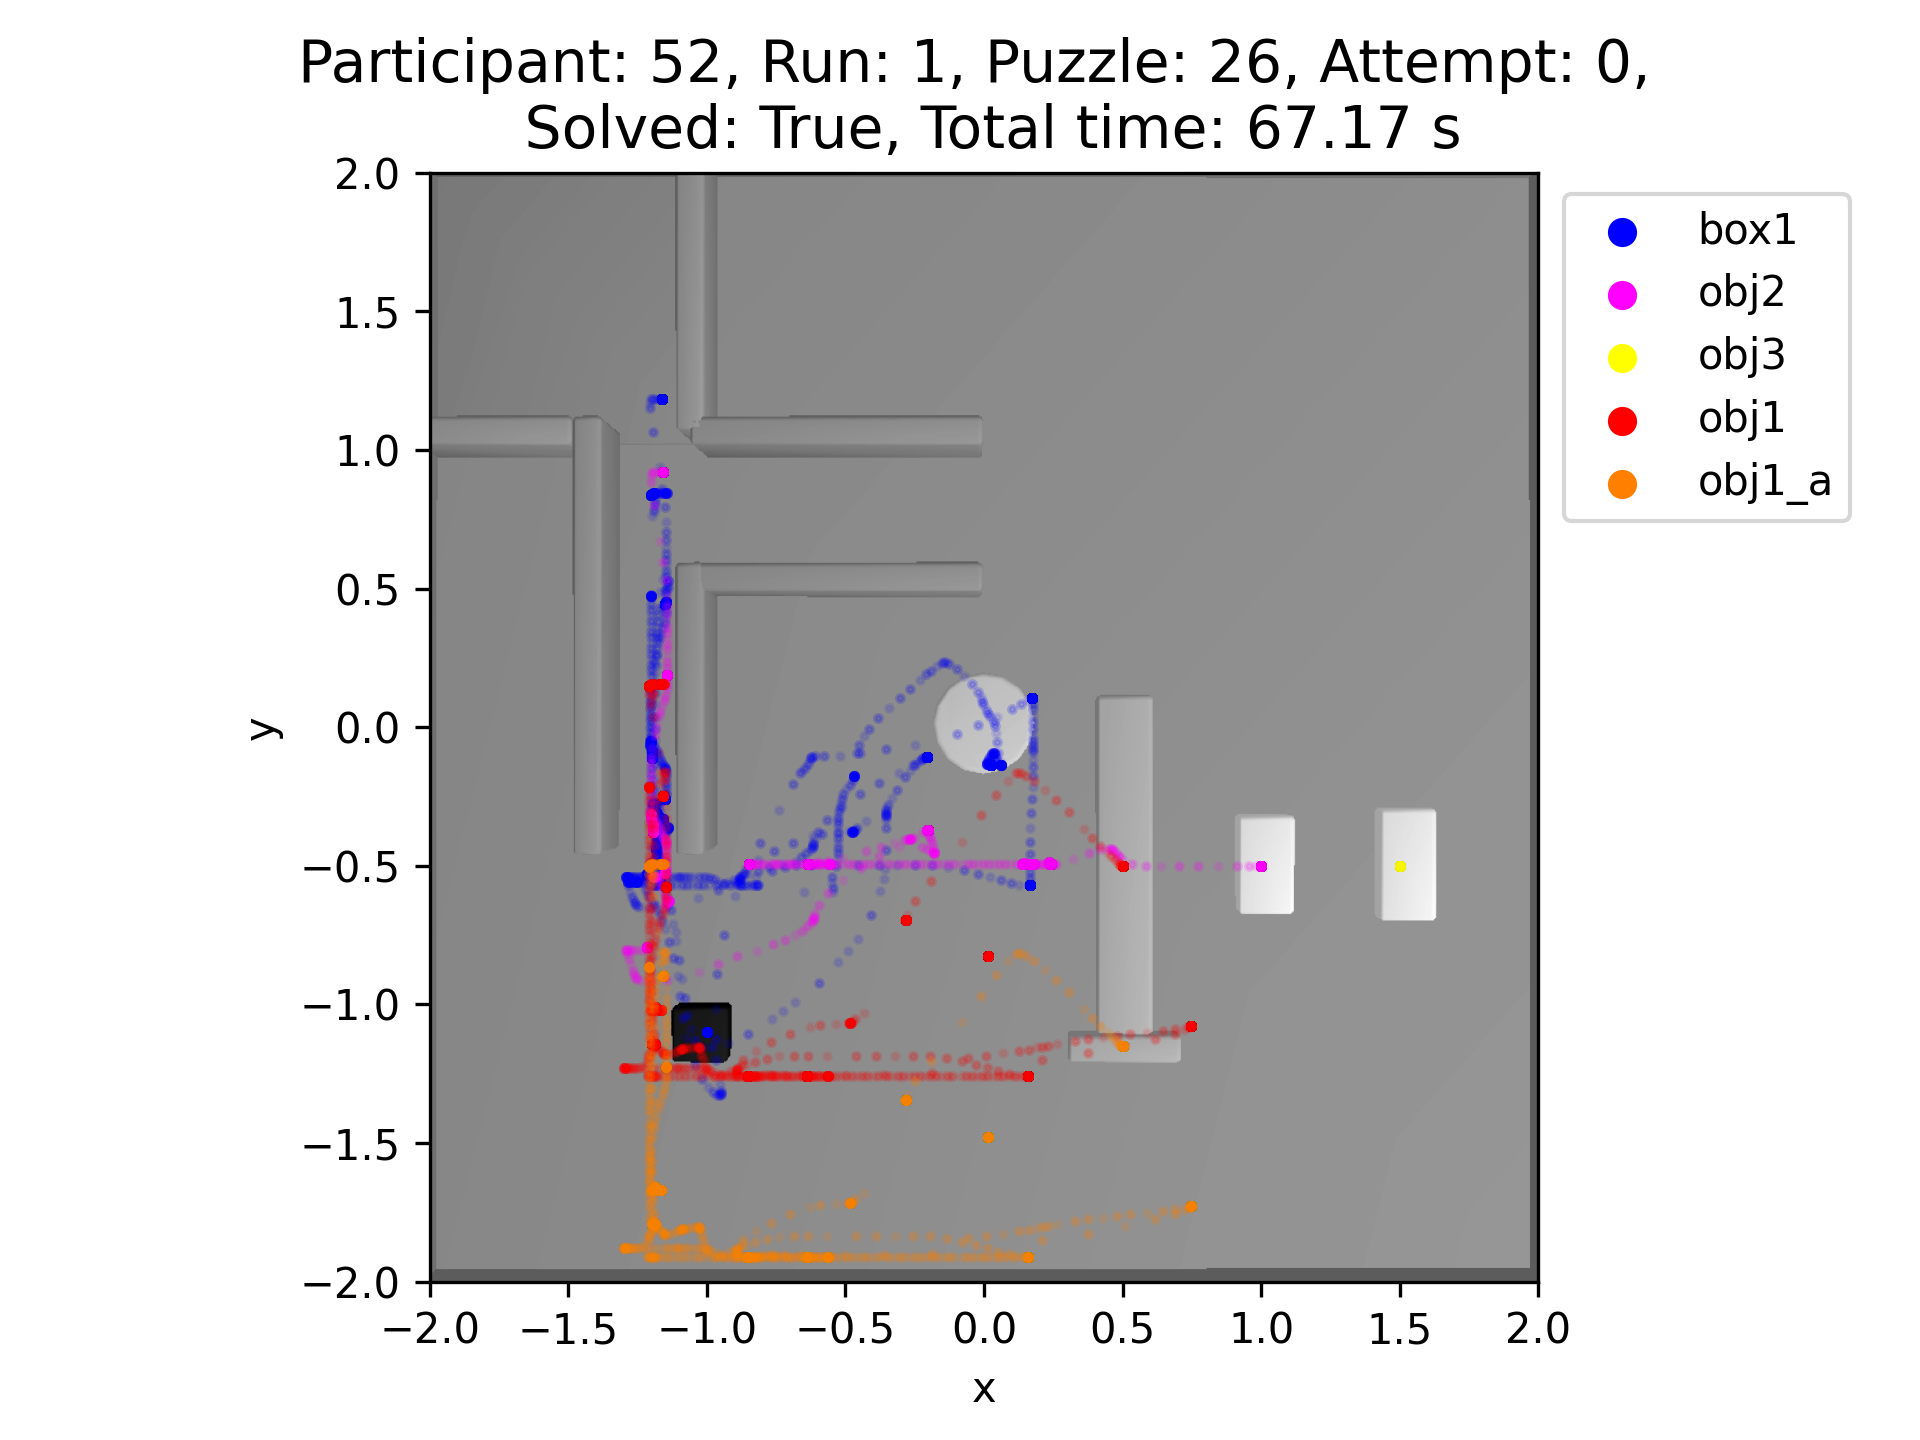 Participant: 52, Run: 1, Puzzle: 26, Attempt: 0,
Solved: True, Total time: 67.17 s
box1
obj2
obj3
obj1
obj1_a
2.0
1.5
1.0
0.5
0.0
−0.5
−1.0
−1.5
−2.0
y
−2.0 −1.5 −1.0 −0.5 0.0 0.5 1.0 1.5 2.0
x